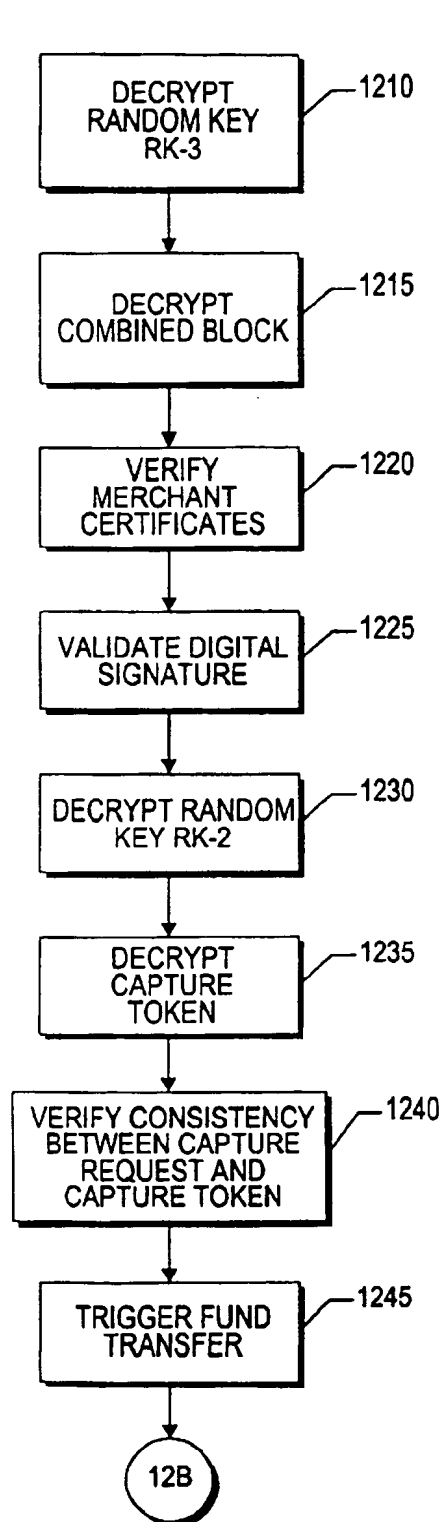 DECRYPT
RANDOM KEY
RK-3
1210
DECRYPT
COMBINED BLOCK
1215
VERIFY
MERCHANT
CERTIFICATES
1220
VALIDATE DIGITAL
SIGNATURE
1225
DECRYPT RANDOM
KEY RK-2
1230
DECRYPT
CAPTURE
TOKEN
1235
VERIFY CONSISTENCY
BETWEEN CAPTURE
REQUEST AND
CAPTURE TOKEN
1240
TRIGGER FUND
TRANSFER
1245
12B